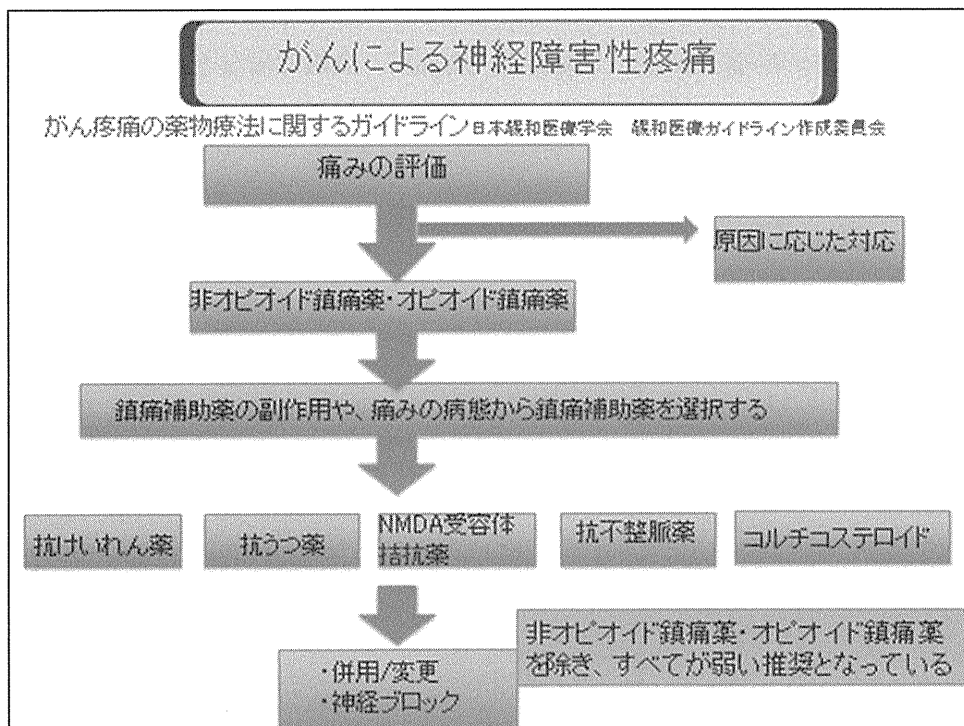 がんによる神経障害性疼痛
がん疼痛の薬物療法に関するガイドライン日本緩和医療学会 緩和医療ガイドライン作成委員会
痛みの評価
原因に応じた対応
非オピオイド鎮痛薬・オピオイド鎮痛薬
鎮痛補助薬の副作用や、痛みの病態から鎮痛補助薬を選択する
抗けいれん薬
抗うつ薬
NMDA受容体
拮抗薬
抗不整脈薬
コルチコステロイド
・併用/変更
・神経ブロック
非オピオイド鎮痛薬・オピオイド鎮痛薬
を除き、すべてが弱い推奨となっている